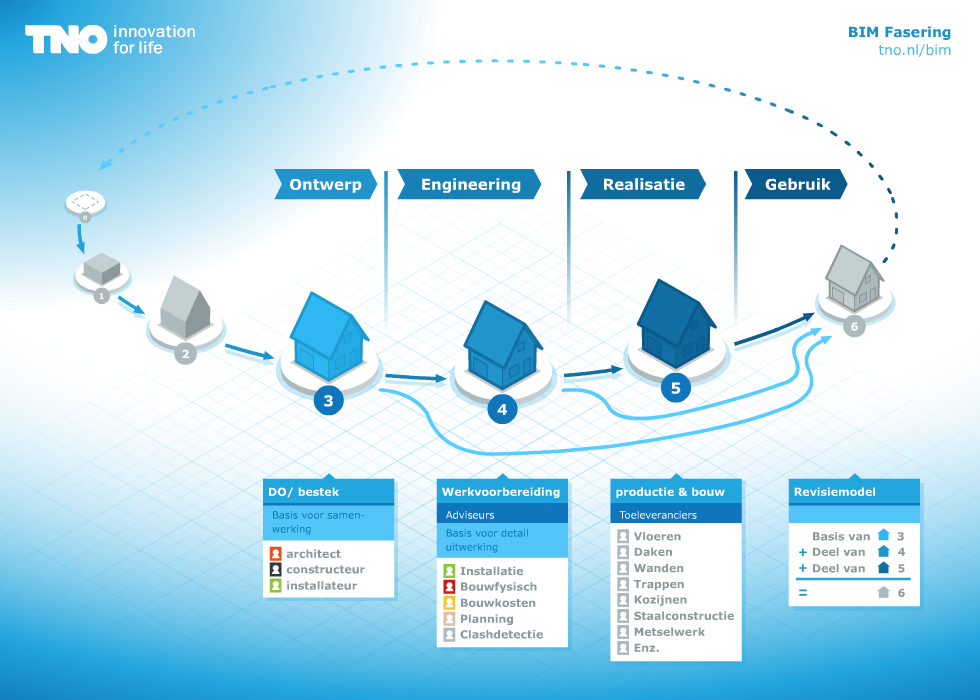 TNO innovation
for life
BIM Fasering
tno.nl/bim
Ontwerp
Engineering
Realisatie
Gebruik
0
1
2
3
4
5
6
DO/ bestek
Basis voor samen-
werking
architect
constructeur
installateur
Werkvoorbereiding
Adviseurs
Basis voor detail
uitwerking
Installatie
Bouwfysisch
Bouwkosten
Planning
Clashdetectie
productie & bouw
Toeleveranciers
Vloeren
Daken
Wanden
Trappen
Kozijnen
Staalconstructie
Metselwerk
Enz.
Revisiemodel
Basis van 3
+ Deel van 4
+ Deel van 5
= 6